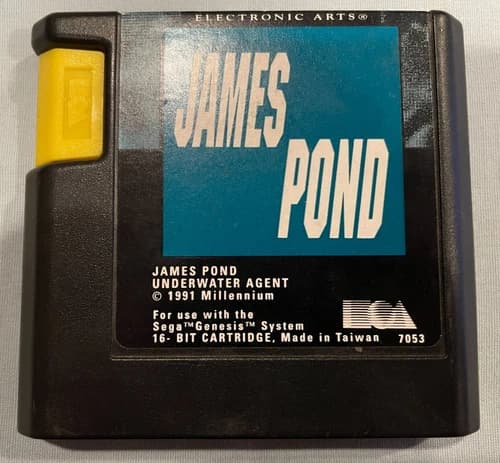 ELECTRONIC ARTS®
JAMES
POND
JAMES POND
UNDERWATER AGENT
© 1991 Millennium
For use with the
Sega™Genesis™ System
16- BIT CARTRIDGE, Made in Taiwan 7053
EA